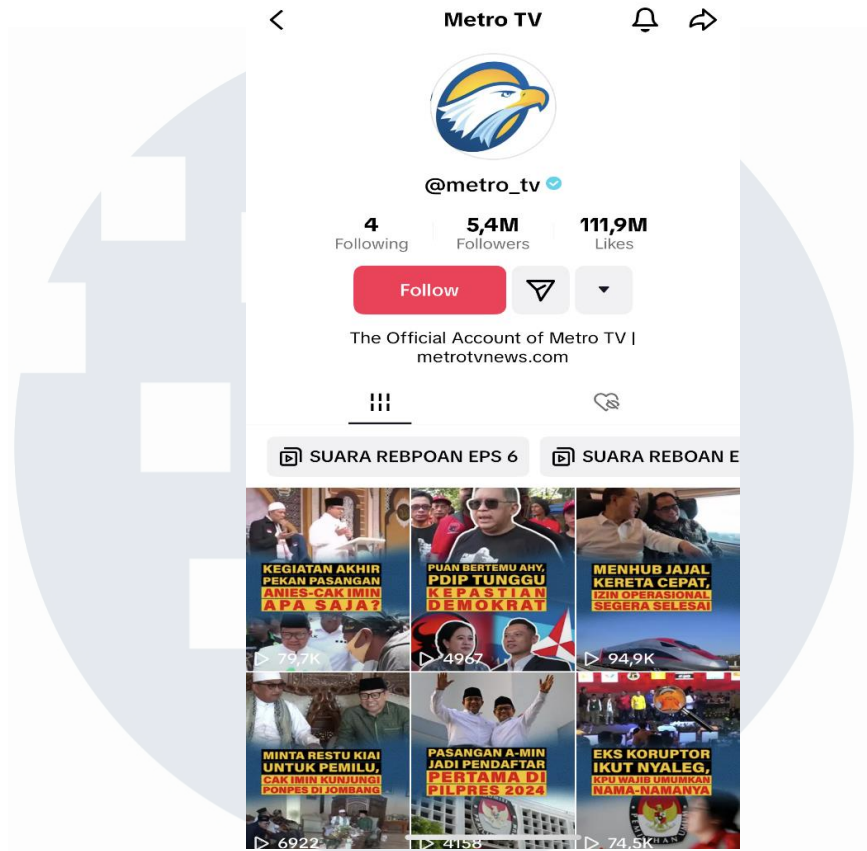 Metro TV
@metro_tv
4
5,4M
111,9M
Following
Followers
Likes
Follow
The Official Account of Metro TV |
metrotvnews.com
SUARA REBPOAN EPS 6
SUARA REBOAN E
KEGIATAN AKHIR
PEKAN PASANGAN
ANIES-CAK IMIN
APA SAJA?
79,7K
PUAN BERTEMU AHY,
PDIP TUNGGU
KEPASTIAN
DEMOKRAT
4967
MENHUB JAJAL
KERETA CEPAT,
IZIN OPERASIONAL
SEGERA SELESAI
94,9K
MINTA RESTU KIAI
UNTUK PEMILU,
CAK IMIN KUNJUNGI
PONPES DI JOMBANG
6922
PASANGAN A-MIN
JADI PENDAFTAR
PERTAMA DI
PILPRES 2024
4158
EKS KORUPTOR
IKUT NYALEG,
KPU WAJIB UMUMKAN
NAMA-NAMANYA
74,5K